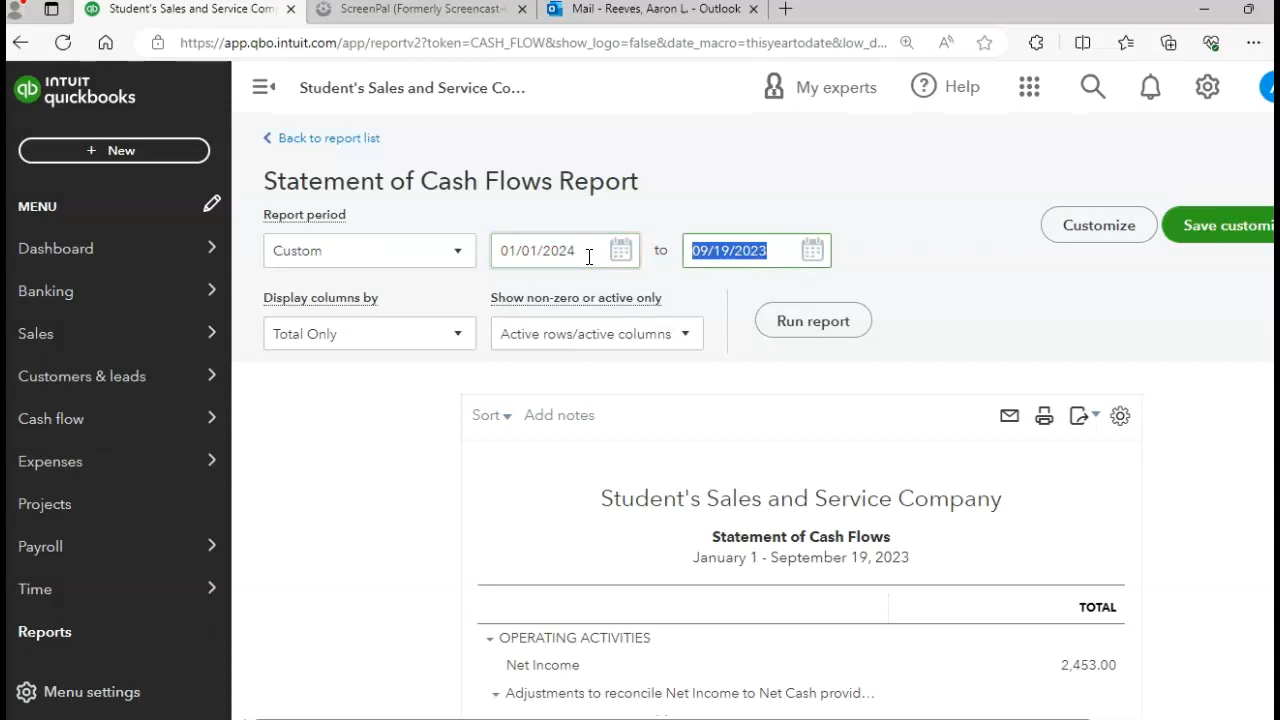 Student's Sales and Service Com
ScreenPal (Formerly Screencast-
Mail - Reeves, Aaron L. - Outlook
https://app.qbo.intuit.com/app/reportv2?token=CASH_FLOW&show_logo=false&date_macro=thisyeartodate&low_d...
INTUIT
quickbooks
Student's Sales and Service Co...
My experts
Help
+ New
Back to report list
MENU
Statement of Cash Flows Report
Report period
Custom
01/01/2024
to
09/19/2023
Customize
Save customi
Display columns by
Show non-zero or active only
Total Only
Active rows/active columns
Run report
Dashboard
Banking
Sales
Customers & leads
Cash flow
Expenses
Projects
Payroll
Time
Reports
Menu settings
Sort
Add notes
Student's Sales and Service Company
Statement of Cash Flows
January 1 - September 19, 2023
TOTAL
OPERATING ACTIVITIES
Net Income 2,453.00
Adjustments to reconcile Net Income to Net Cash provid...